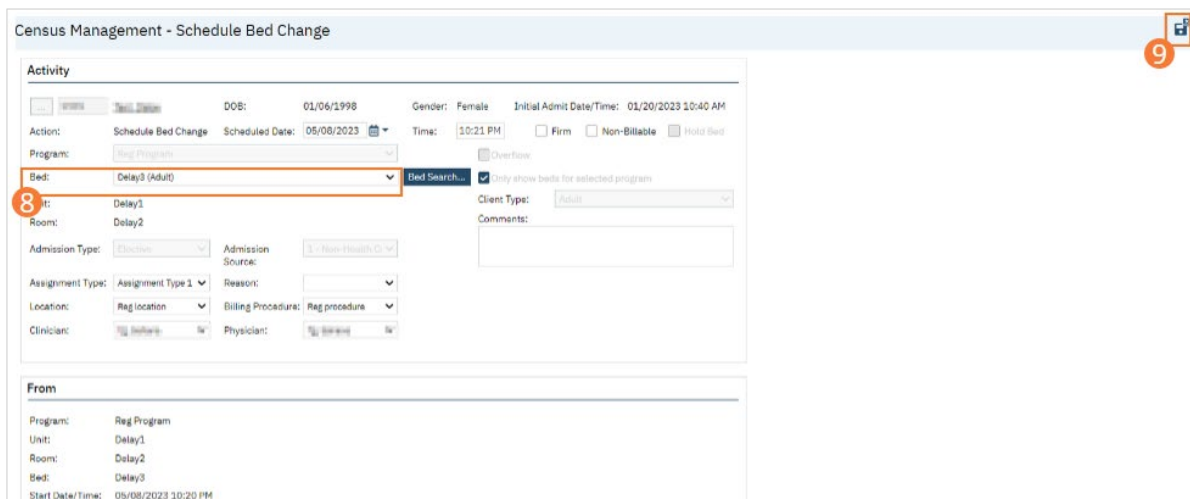 Census Management - Schedule Bed Change
9
Activity
... DOB: 01/06/1998 Gender: Female Initial Admit Date/Time: 01/20/2023 10:40 AM
Action: Schedule Bed Change Scheduled Date: 05/08/2023 Time: 10:21 PM Firm Non-Billable Hold Bed
Program: Reg Program Overflow
Bed: Delay3 (Adult) Bed Search... Only show beds for selected program
8 Delay1 Client Type: Adult
Room: Delay2 Comments:
Admission Type: Elective Admission Source: 1 - Non-Health C
Assignment Type: Assignment Type 1 Reason:
Location: Reg location Billing Procedure: Reg procedure
Clinician: Physician:
From
Program: Reg Program
Unit: Delay1
Room: Delay2
Bed: Delay3
Start Date/Time: 05/08/2023 10:20 PM